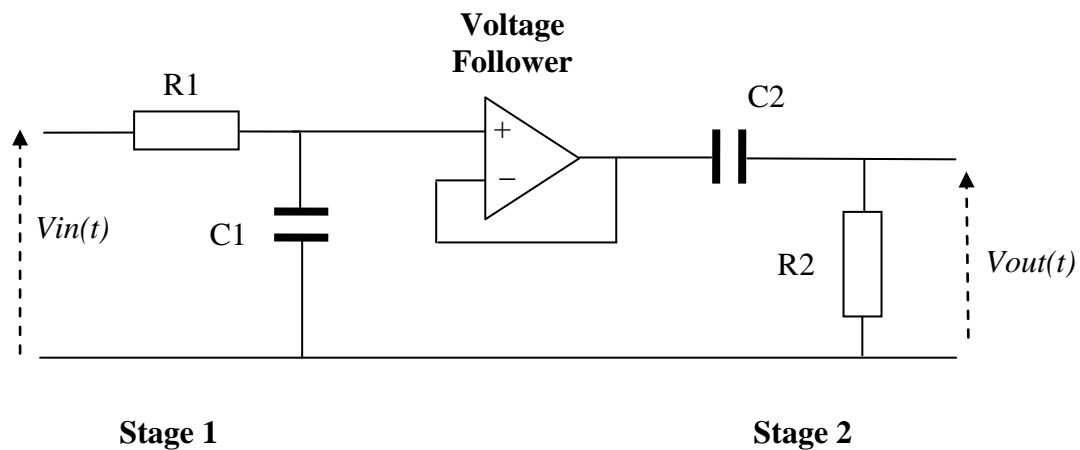 Voltage
Follower
R1
C2
+
−
Vin(t)
C1
R2
Vout(t)
Stage 1
Stage 2